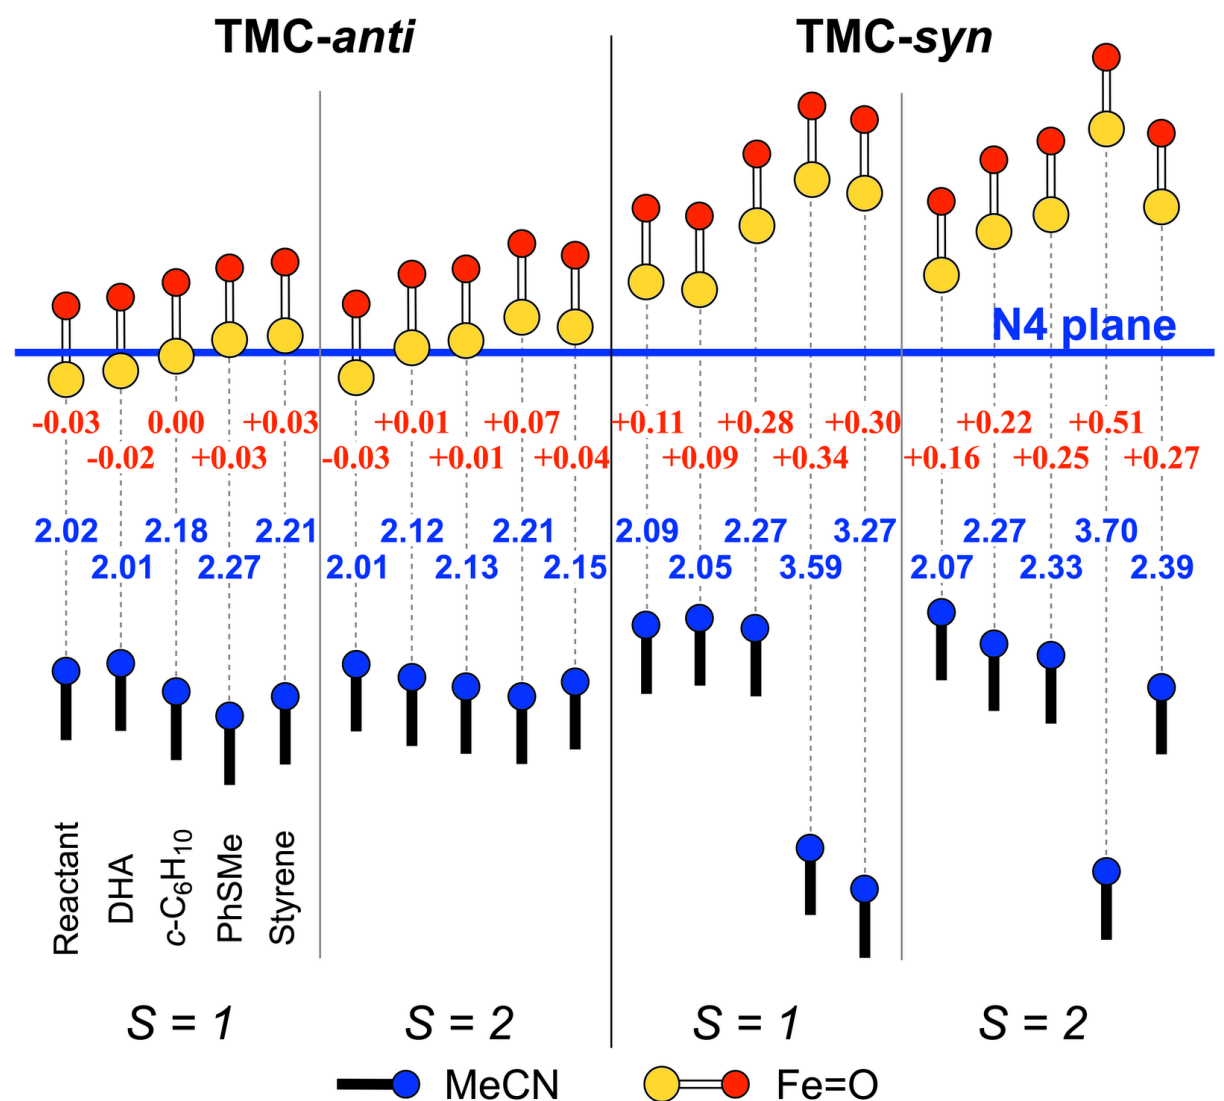 TMC-anti TMC-syn
N4 plane
-0.03 0.00 +0.03 +0.01 +0.07 +0.11 +0.28 +0.30 +0.22 +0.51
-0.02 +0.03 -0.03 +0.01 +0.04 +0.09 +0.34 +0.16 +0.25 +0.27
2.02 2.18 2.21 2.12 2.21 2.09 2.27 3.27 2.27 3.70
2.01 2.27 2.01 2.13 2.15 2.05 3.59 2.07 2.33 2.39
Reactant
DHA
c-C₆H₁₀
PhSMe
Styrene
S = 1 S = 2 S = 1 S = 2
MeCN Fe=O